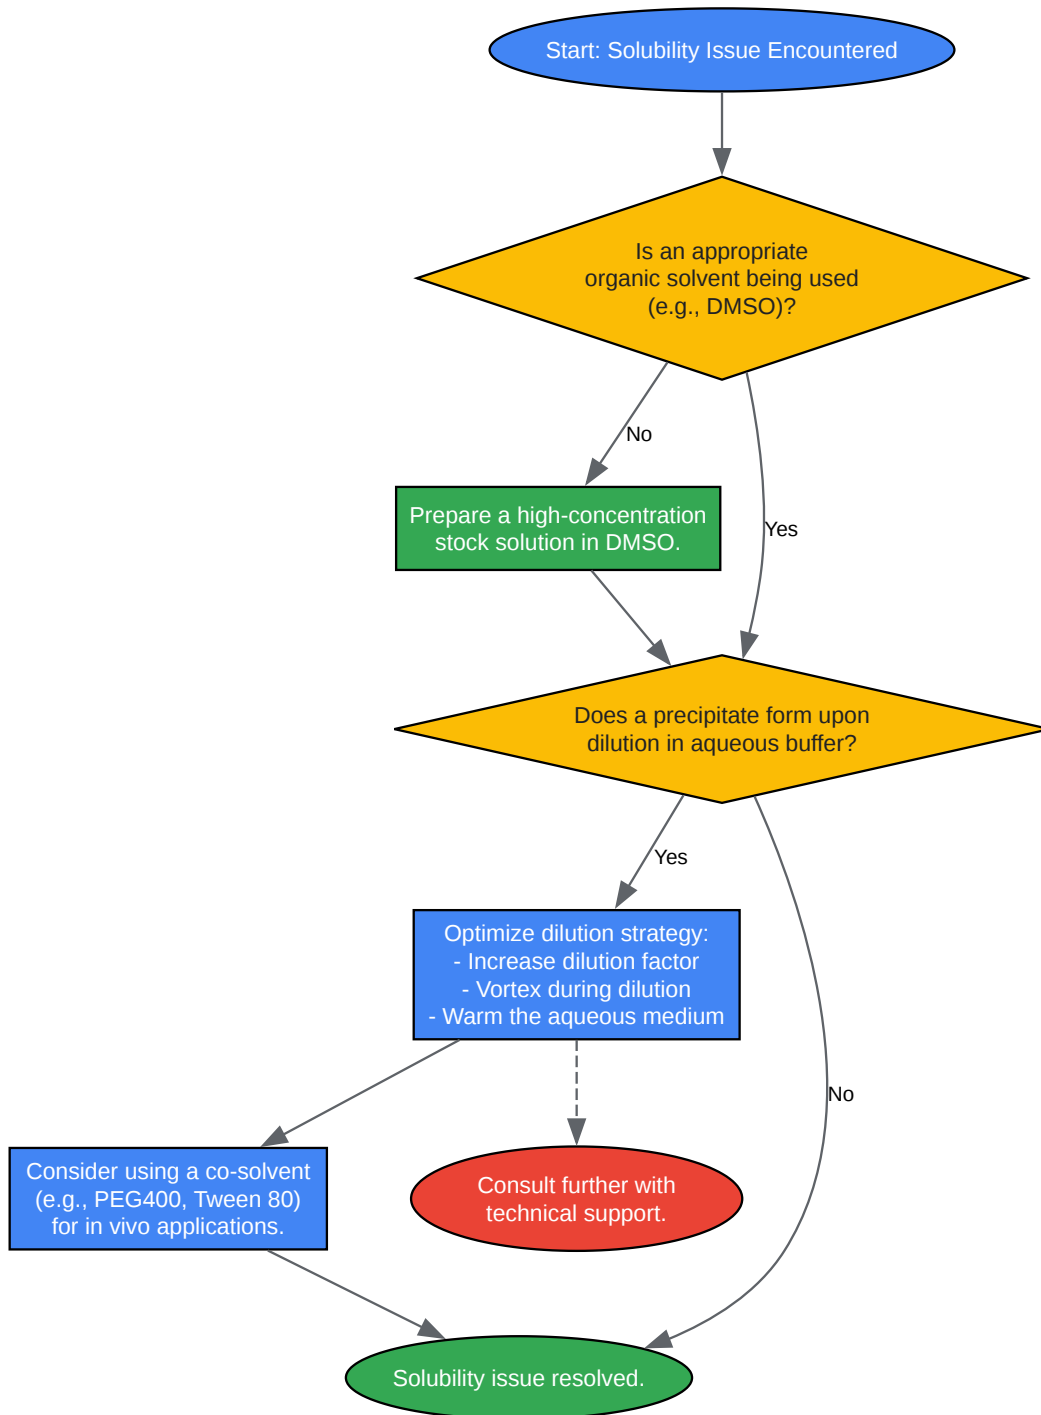 Start: Solubility Issue Encountered
Is an appropriate
organic solvent being used
(e.g., DMSO)?
No
Prepare a high-concentration
stock solution in DMSO.
Yes
Does a precipitate form upon
dilution in aqueous buffer?
Yes
Optimize dilution strategy:
- Increase dilution factor
- Vortex during dilution
- Warm the aqueous medium
No
Consider using a co-solvent
(e.g., PEG400, Tween 80)
for in vivo applications.
Consult further with
technical support.
Solubility issue resolved.